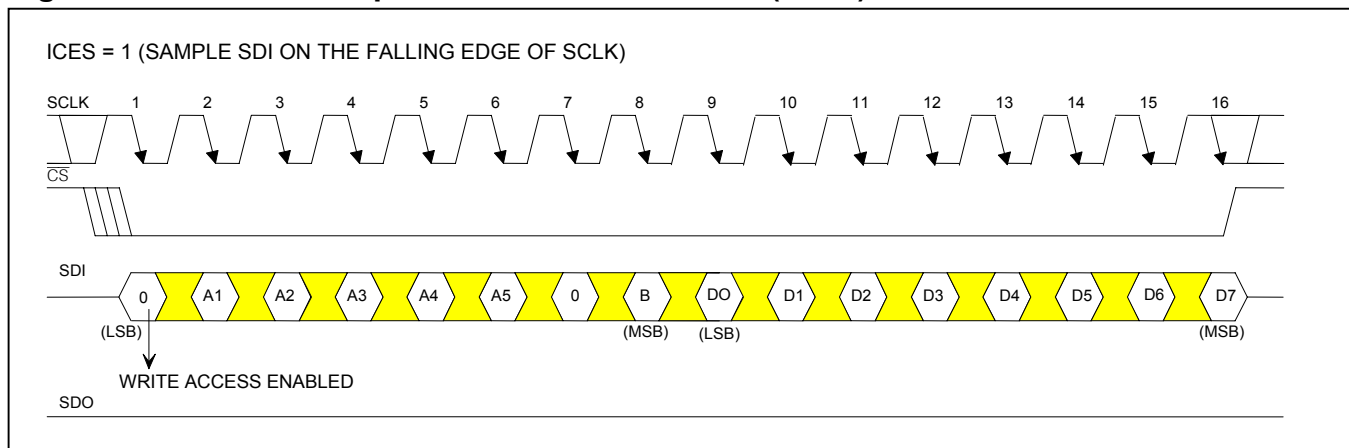 ICES = 1 (SAMPLE SDI ON THE FALLING EDGE OF SCLK)
SCLK 1 2 3 4 5 6 7 8 9 10 11 12 13 14 15 16
CS
SDI
0 A1 A2 A3 A4 A5 0 B DO D1 D2 D3 D4 D5 D6 D7
(LSB) (MSB) (LSB) (MSB)
WRITE ACCESS ENABLED
SDO